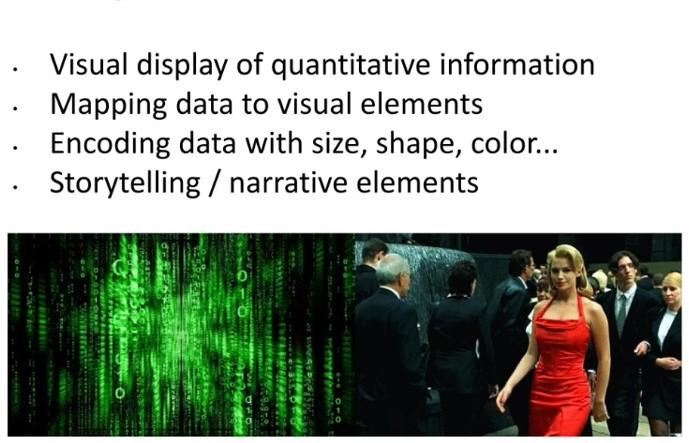 · Visual display of quantitative information
· Mapping data to visual elements
· Encoding data with size, shape, color...
· Storytelling / narrative elements